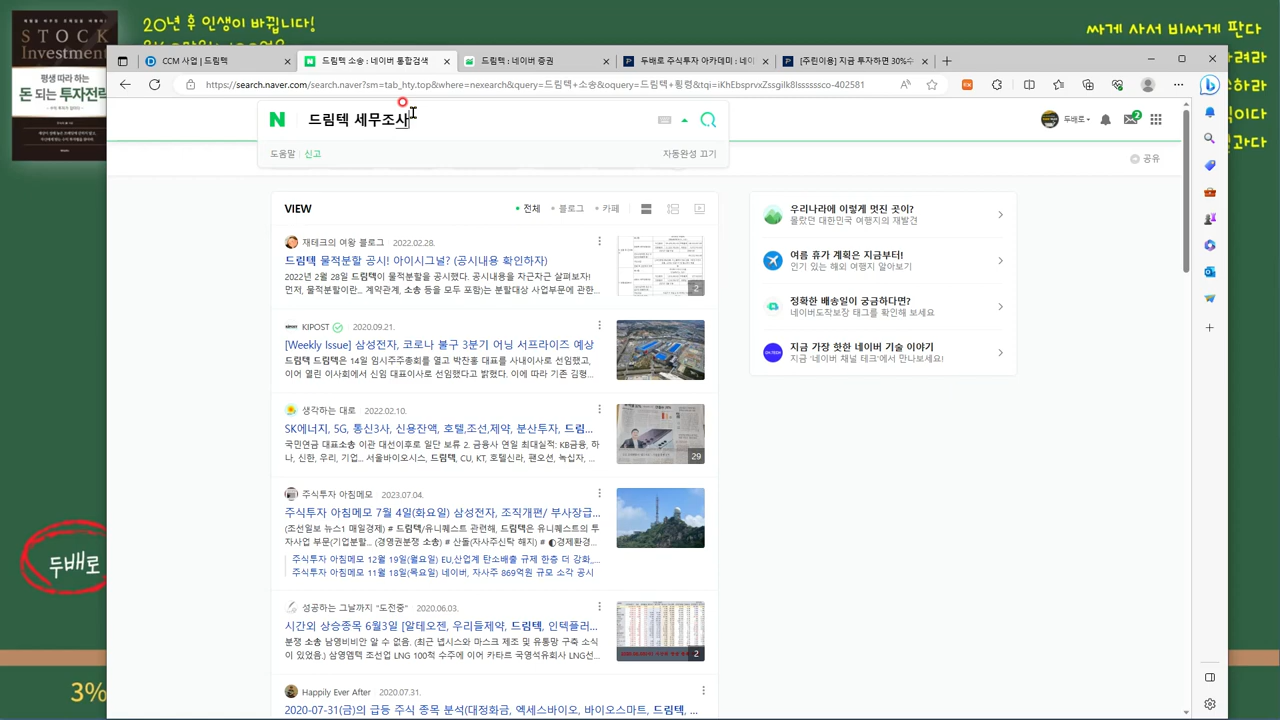 20년 후 인생이 바뀝니다!
싸게 사서 비싸게 판다
STOCK
Investment
평생 따라 하는
돈 되는 투자전략
두배로
3%
CCM 사업 | 드림텍
드림텍 소송 : 네이버 통합검색
드림텍 : 네이버 증권
두배로 주식투자 아카데미 : 네이
[주린이용] 지금 투자하면 30%수
https://search.naver.com/search.naver?sm=tab_hty.top&where=nexearch&query=드림텍+소송&oquery=드림텍+횡령&tqi=iKhEbsprvxZssgilk8lssssssto-402581
N
드림텍 세무조사
도움말
신고
자동완성 끄기
두배로
2
공유
VIEW
전체
블로그
카페
재테크의 여왕 블로그 2022.02.28.
드림텍 물적분할 공시! 아이시그널? (공시내용 확인하자)
2022년 2월 28일 드림텍이 물적분할을 공시했다. 공시내용을 차근차근 살펴보자!
먼저, 물적분할이란... 계약관계, 소송 등을 모두 포함)는 분할대상 사업부문에 관한...
2
KIPOST 2020.09.21.
[Weekly Issue] 삼성전자, 코로나 불구 3분기 어닝 서프라이즈 예상
드림텍 드림텍은 14일 임시주주총회를 열고 박찬홍 대표를 사내이사로 선임했고,
이어 열린 이사회에서 신임 대표이사로 선임했다고 밝혔다. 이에 따라 기존 김형...
생각하는 대로 2022.02.10.
SK에너지, 5G, 통신3사, 신용잔액, 호텔,조선,제약, 분산투자, 드림...
국민연금 대표소송 이관 대선이후로 일단 보류 2. 금융사 연일 최대실적: KB금융, 하
나, 신한, 우리, 기업... 서울바이오시스, 드림텍, CU, KT, 호텔신라, 팬오션, 녹십자, ...
29
주식투자 아침메모 2023.07.04.
주식투자 아침메모 7월 4일(화요일) 삼성전자, 조직개편/ 부사장급...
(조선일보 뉴스1 매일경제) # 드림텍/유니퀘스트 관련해, 드림텍은 유니퀘스트의 투
자사업 부문(기업분할... (경영권분쟁 소송) # 산돌(자사주신탁 해지) # ◐경제환경...
주식투자 아침메모 12월 19일(월요일) EU,산업계 탄소배출 규제 한층 더 강화,...
주식투자 아침메모 11월 18일(목요일) 네이버, 자사주 869억원 규모 소각 공시
성공하는 그날까지 "도전중" 2020.06.03.
시간외 상승종목 6월3일 [알테오젠, 우리들제약, 드림텍, 인텍플러...
분쟁 소송 남영비비안 알 수 없음. (최근 넵시스와 마스크 제조 및 유통망 구축 소식
이 있었음.) 삼영엠텍 조선업 LNG 100척 수주에 이어 카타르 국영석유회사 LNG선...
2
Happily Ever After 2020.07.31.
2020-07-31(금)의 급등 주식 종목 분석(대정화금, 엑세스바이오, 바이오스마트, 드림텍, ...
우리나라에 이렇게 멋진 곳이?
몰랐던 대한민국 여행지의 재발견
여름 휴가 계획은 지금부터!
인기 있는 해외 여행지 알아보기
정확한 배송일이 궁금하다면?
네이버도착보장 태그를 확인해 보세요
지금 가장 핫한 네이버 기술 이야기
지금 '네이버 채널 테크'에서 만나보세요!